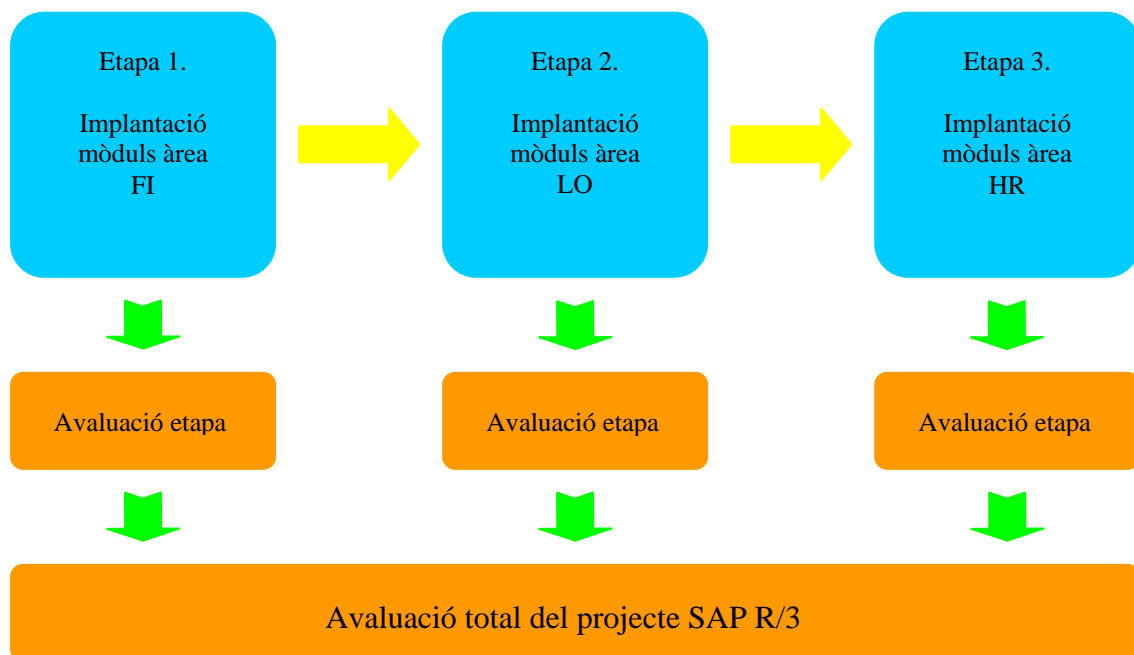 Etapa 1.
Implantació
mòduls àrea
FI
Etapa 2.
Implantació
mòduls àrea
LO
Etapa 3.
Implantació
mòduls àrea
HR
Avaluació etapa
Avaluació etapa
Avaluació etapa
Avaluació total del projecte SAP R/3